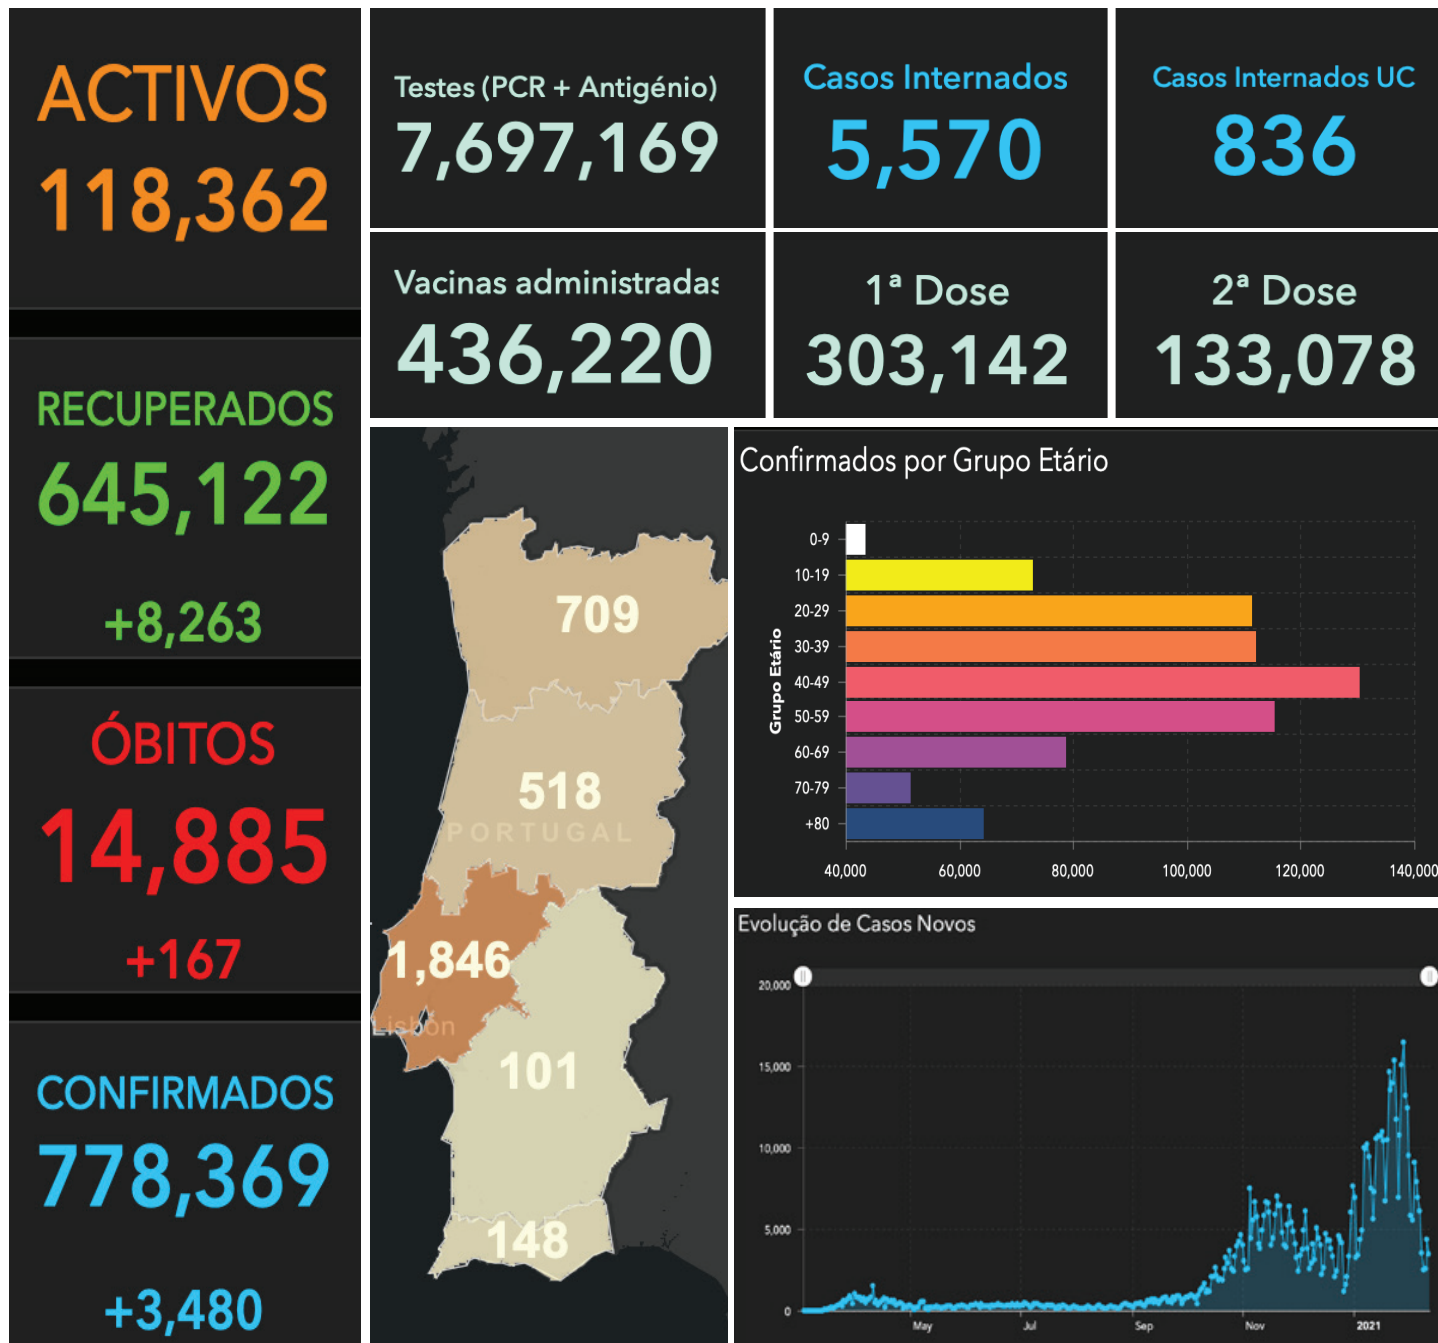 ACTIVOS
118,362
RECUPERADOS
645,122
+8,263
ÓBITOS
14,885
+167
CONFIRMADOS
778,369
+3,480
Testes (PCR + Antigénio)
7,697,169
Casos Internados
5,570
Casos Internados UC
836
Vacinas administradas
436,220
1ª Dose
303,142
2ª Dose
133,078
709
518
PORTUGAL
1,846
Lisbon
101
148
Confirmados por Grupo Etário
Grupo Etário
0-9
10-19
20-29
30-39
40-49
50-59
60-69
70-79
+80
40,000 60,000 80,000 100,000 120,000 140,000
Evolução de Casos Novos
20,000
15,000
10,000
5,000
0
May Jul Sep Nov 2021